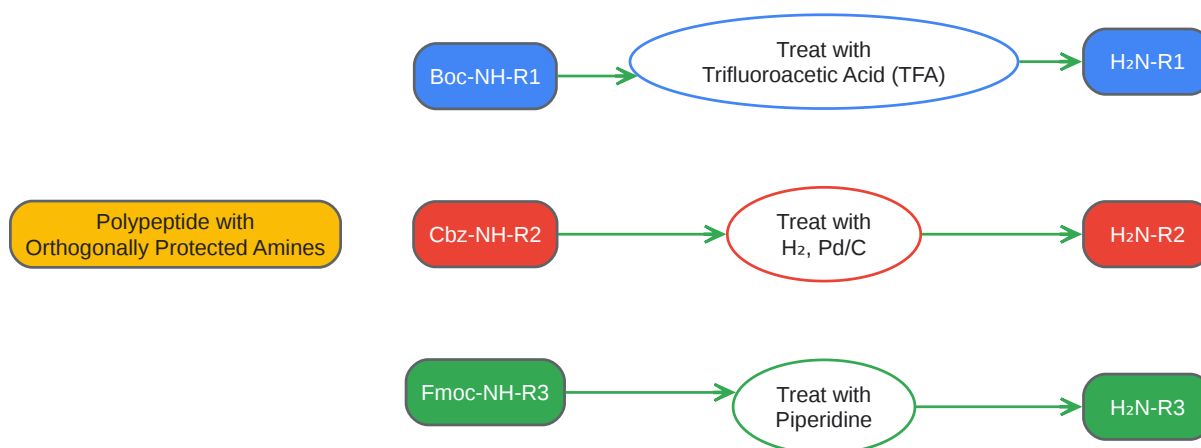 Boc-NH-R1
Treat with
Trifluoroacetic Acid (TFA)
H₂N-R1
Polypeptide with
Orthogonally Protected Amines
Cbz-NH-R2
Treat with
H₂, Pd/C
H₂N-R2
Fmoc-NH-R3
Treat with
Piperidine
H₂N-R3